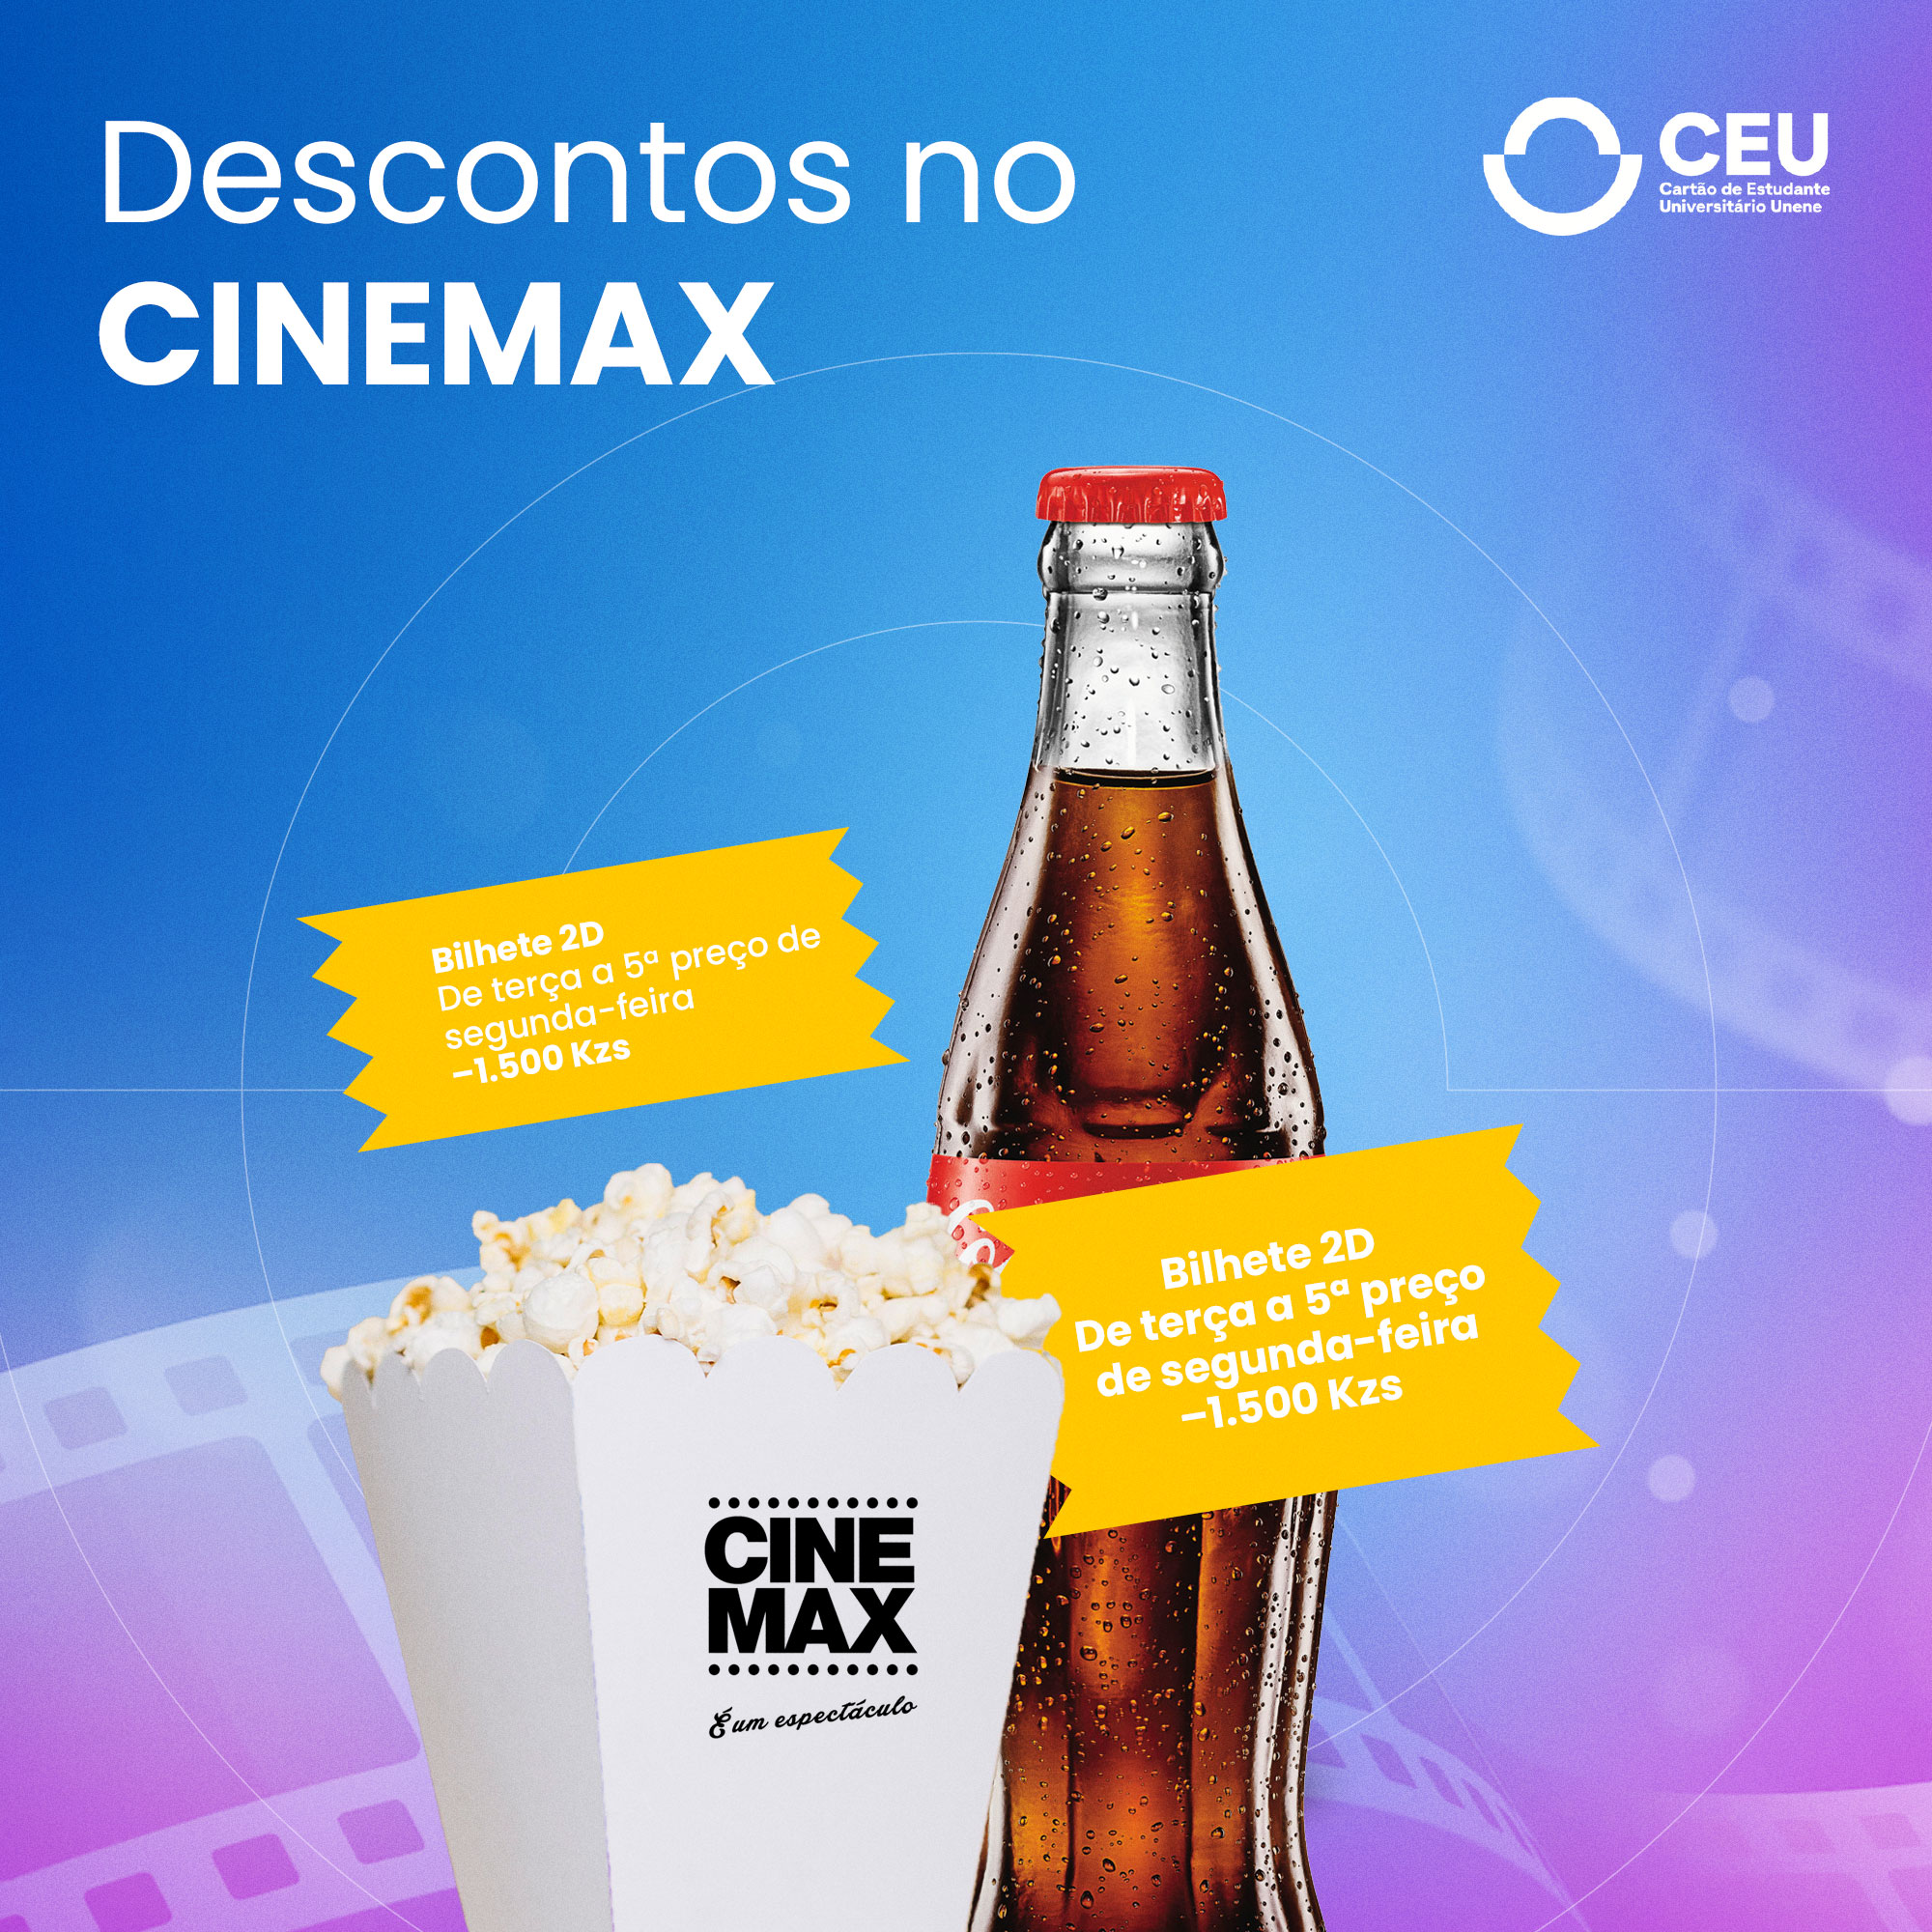 Descontos no
CINEMAX
CEU
Cartão de Estudante
Universitário Unene
Bilhete 2D
De terça a 5ª preço de
segunda-feira
–1.500 Kzs
Bilhete 2D
De terça a 5ª preço
de segunda-feira
–1.500 Kzs
CINE
MAX
É um espectáculo